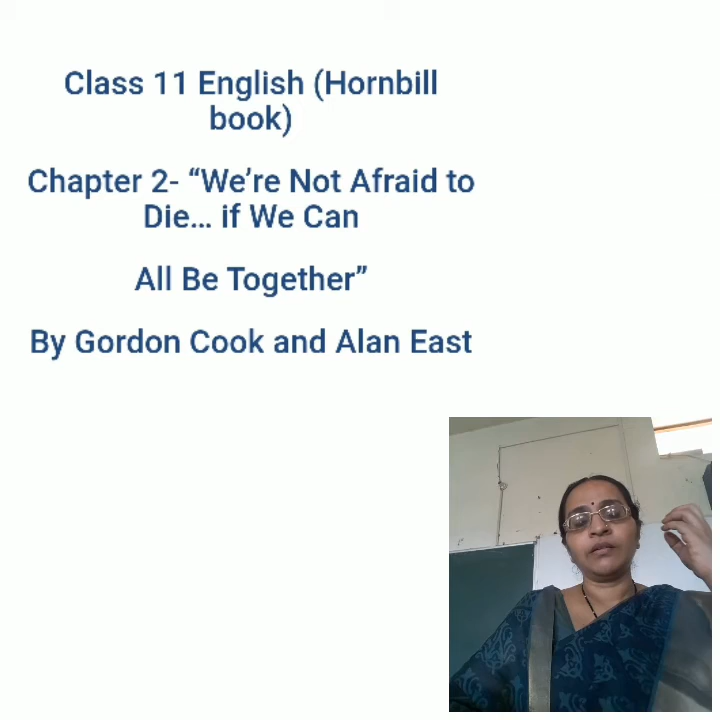 Class 11 English (Hornbill
book)
Chapter 2- “We’re Not Afraid to
Die... if We Can
All Be Together”
By Gordon Cook and Alan East